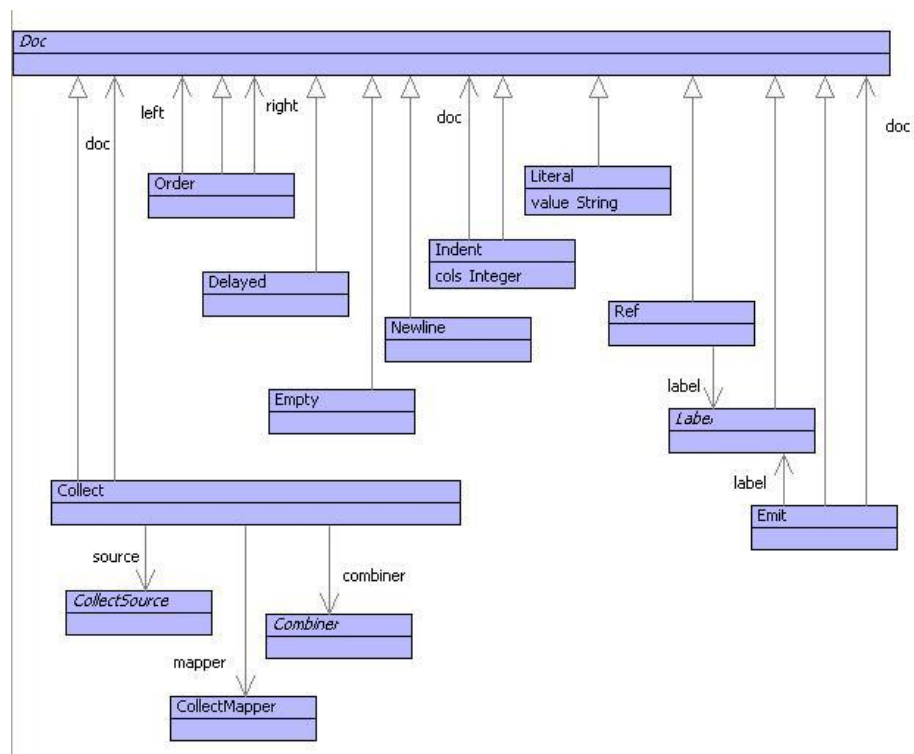 Doc
left
right
doc
doc
doc
Order
Literal
value String
Indent
cols Integer
Delayed
Newline
Ref
Empty
label
Label
Collect
label
Emit
source
combiner
CollectSource
Combiner
mapper
CollectMapper